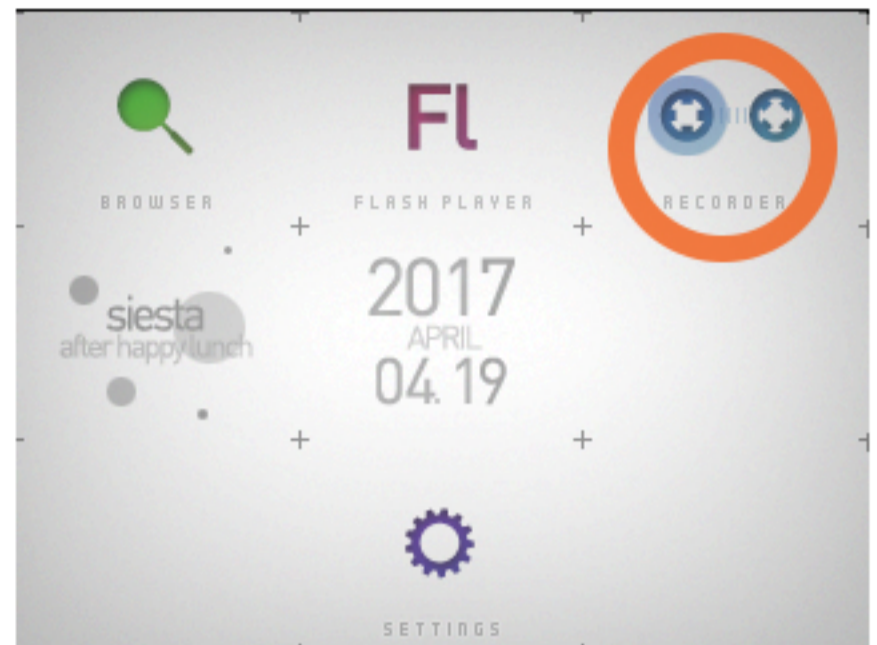 Fl
BROWSER
FLASH PLAYER
RECORDER
siesta
after happy lunch
2017
APRIL
04. 19
SETTINGS